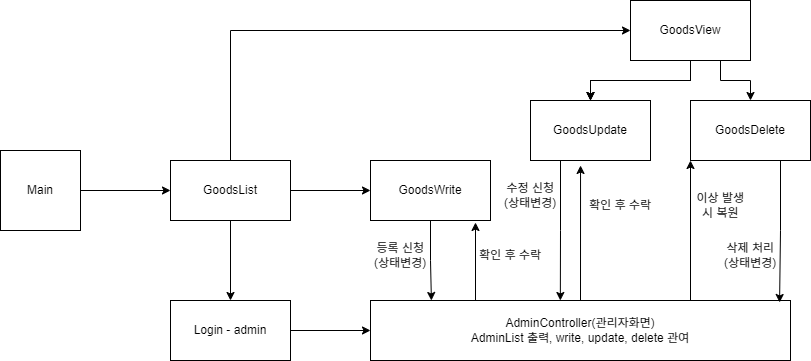 GoodsView
GoodsUpdate
GoodsDelete
Main
GoodsList
GoodsWrite
수정 신청
(상태변경)
확인 후 수락
이상 발생
시 복원
등록 신청
(상태변경)
확인 후 수락
삭제 처리
(상태변경)
Login - admin
AdminController(관리자화면)
AdminList 출력, write, update, delete 관여